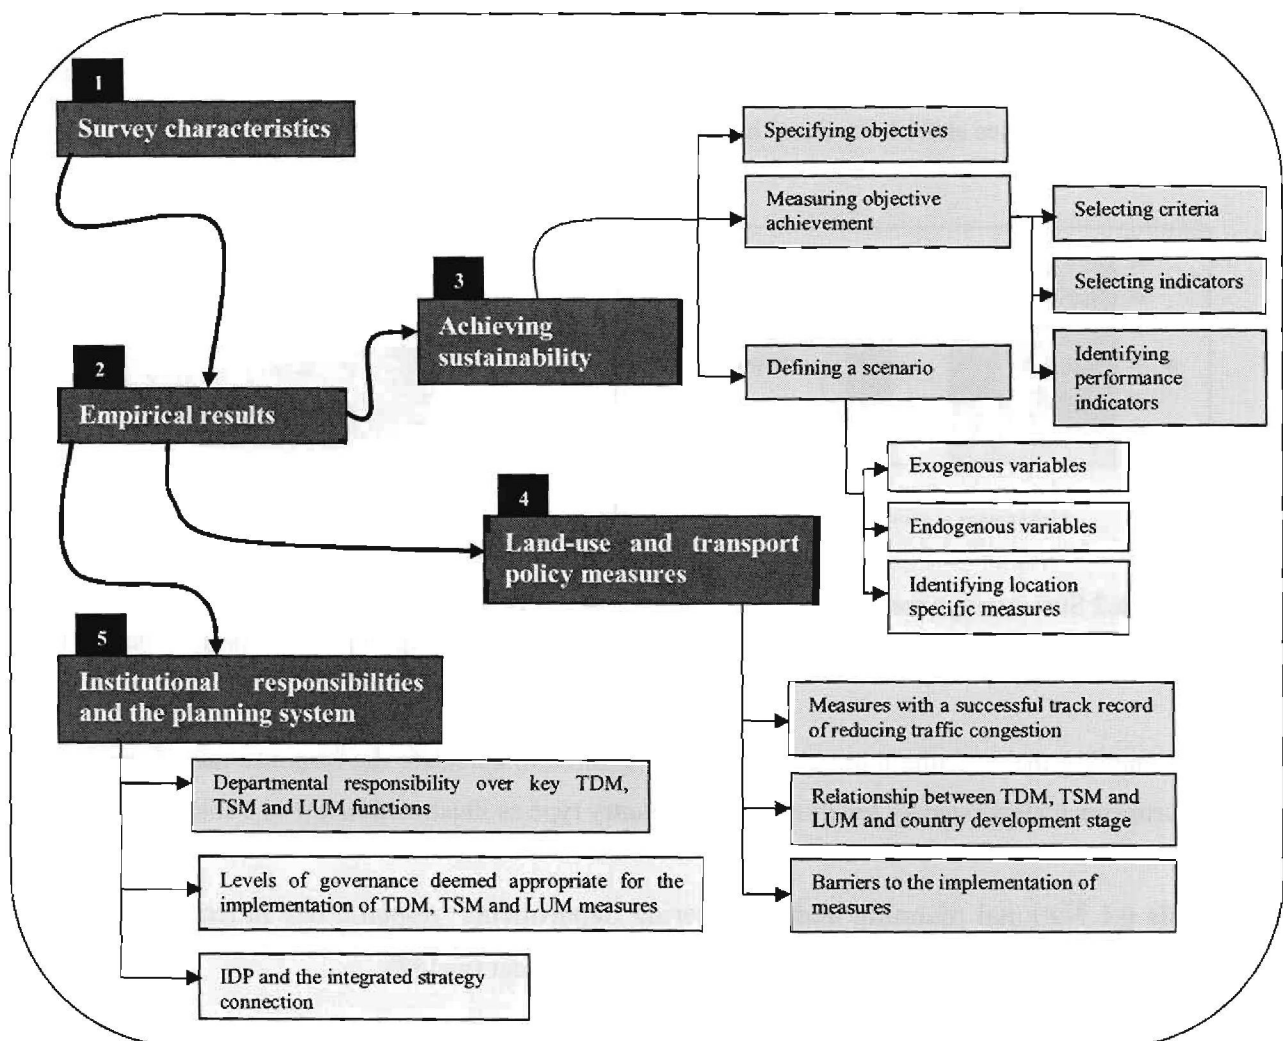 1
Survey characteristics
2
Empirical results
3
Achieving
sustainability
Specifying objectives
Measuring objective
achievement
Selecting criteria
Selecting indicators
Identifying
performance
indicators
Defining a scenario
Exogenous variables
Endogenous variables
Identifying location
specific measures
4
Land-use and transport
policy measures
Measures with a successful track record
of reducing traffic congestion
Relationship between TDM, TSM and
LUM and country development stage
Barriers to the implementation of
measures
5
Institutional responsibilities
and the planning system
Departmental responsibility over key TDM,
TSM and LUM functions
Levels of governance deemed appropriate for the
implementation of TDM, TSM and LUM measures
IDP and the integrated strategy
connection